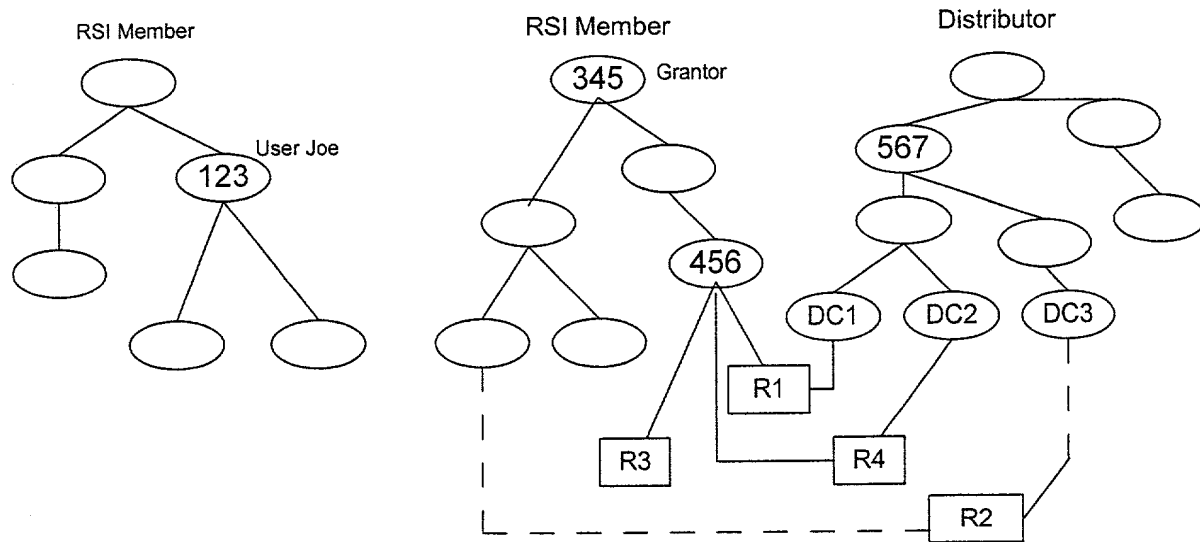 RSI Member
RSI Member
Distributor
345
Grantor
User Joe
123
567
456
DC1
DC2
DC3
R1
R3
R4
R2